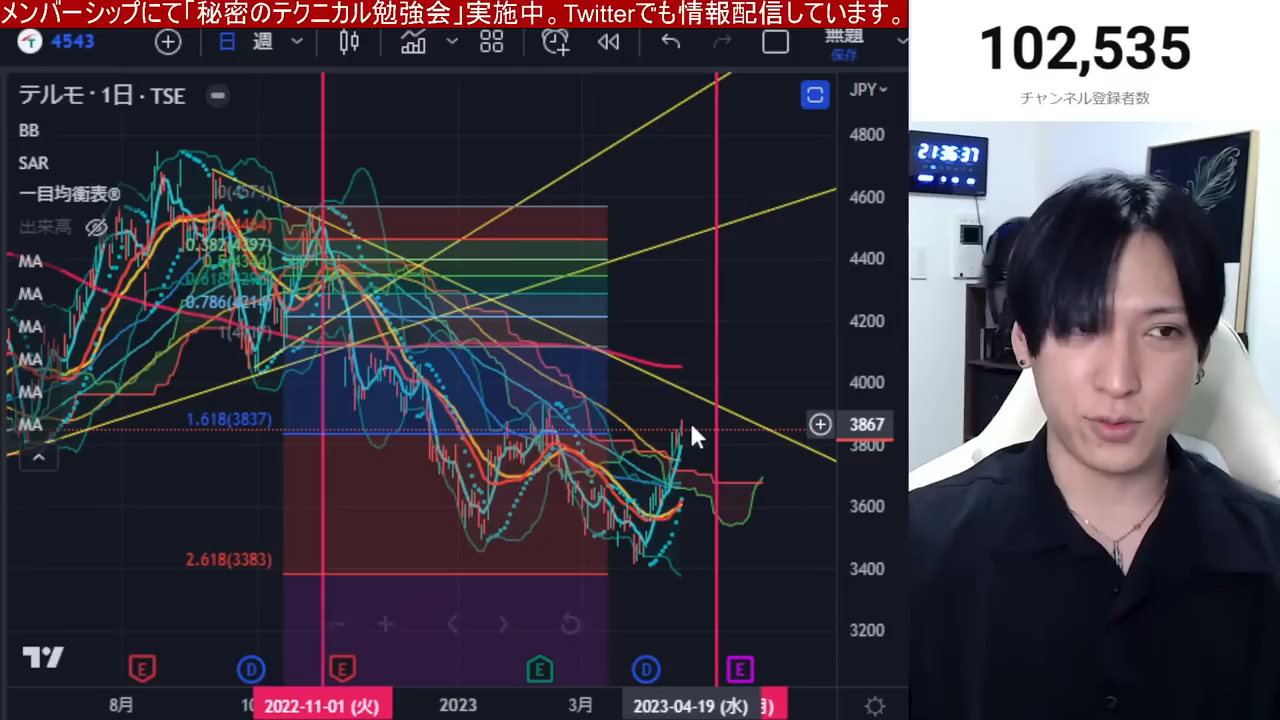 メンバーシップにて「秘密のテクニカル勉強会」実施中。Twitterでも情報配信しています。
4543
日 週
無題
保存
102,535
チャンネル登録者数
テルモ・1日・TSE
JPY
BB
SAR
一目均衡表®
出来高
MA
MA
MA
MA
MA
MA
0(4571)
0.382(4397)
0.786(4214)
1.618(3837)
2.618(3383)
4800
4600
4400
4200
4000
3867
3800
3600
3400
3200
21:36:37
E
D
E
E
D
E
8月
2022-11-01 (火)
2023
3月
2023-04-19 (水)